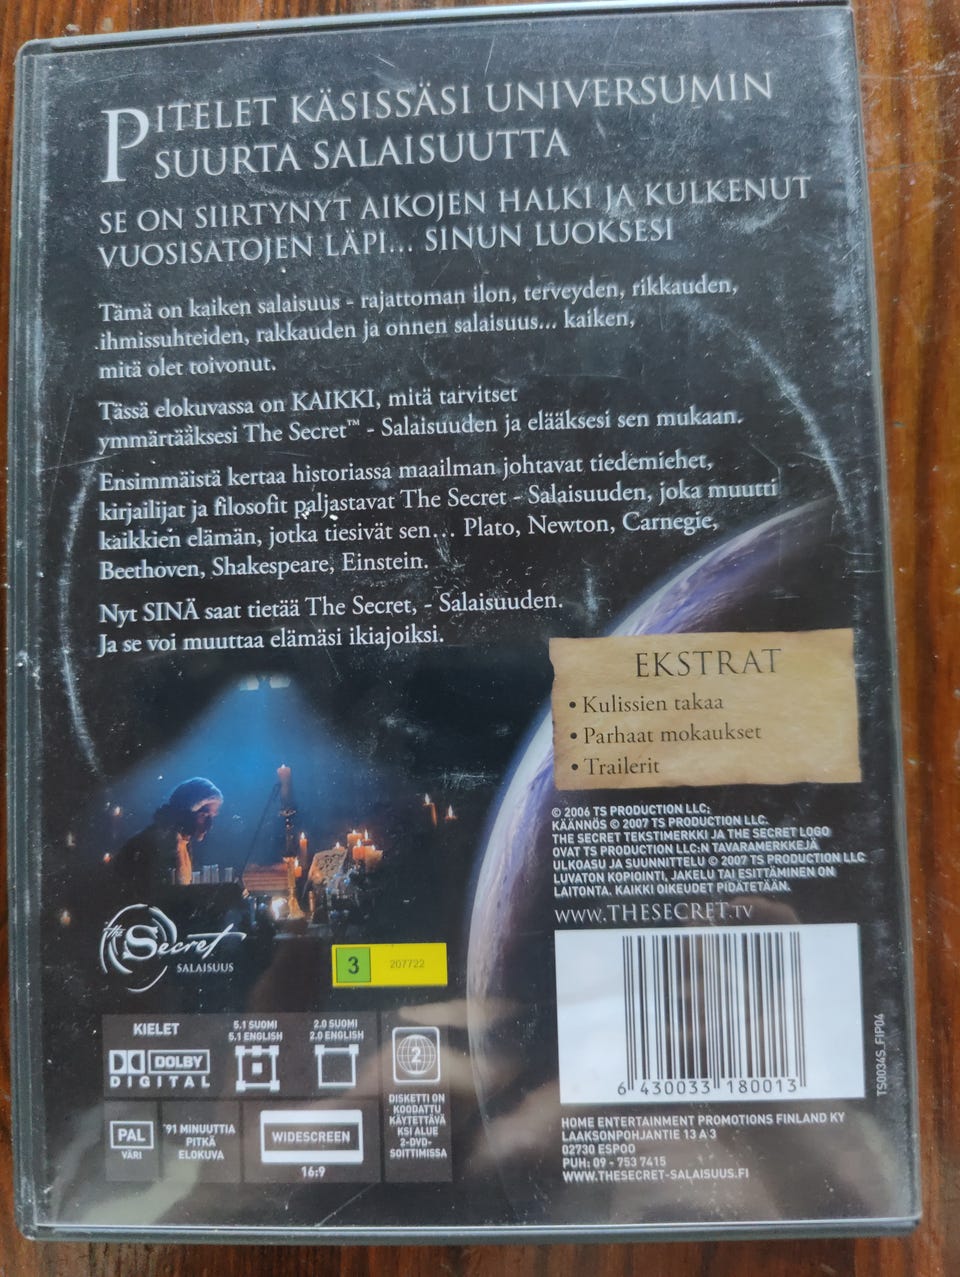 PITELET KÄSISSÄSI UNIVERSUMIN
SUURTA SALAISUUTTA
SE ON SIIRTYNYT AIKOJEN HALKI JA KULKENUT
VUOSISATOJEN LÄPI... SINUN LUOKSESI
Tämä on kaiken salaisuus - rajattoman ilon, terveyden, rikkauden,
ihmissuhteiden, rakkauden ja onnen salaisuus... kaiken,
mitä olet toivonut.
Tässä elokuvassa on KAIKKI, mitä tarvitset
ymmärtääksesi The Secret™ - Salaisuuden ja elääksesi sen mukaan.
Ensimmäistä kertaa historiassa maailman johtavat tiedemiehet,
kirjailijat ja filosofit paljastavat The Secret - Salaisuuden, joka muutti
kaikkien elämän, jotka tiesivät sen... Plato, Newton, Carnegie,
Beethoven, Shakespeare, Einstein.
Nyt SINÄ saat tietää The Secret, - Salaisuuden.
Ja se voi muuttaa elämäsi ikiajoiksi.
EKSTRAT
• Kulissien takaa
• Parhaat mokaukset
• Trailerit
© 2006 TS PRODUCTION LLC;
KÄÄNNÖS © 2007 TS PRODUCTION LLC.
THE SECRET TEKSTIMERKKI JA THE SECRET LOGO
OVAT TS PRODUCTION LLC:N TAVARAMERKKEJÄ
ULKOASU JA SUUNNITTELU © 2007 TS PRODUCTION LLC
LUVATON KOPIOINTI, JAKELU TAI ESITTÄMINEN ON
LAITONTA. KAIKKI OIKEUDET PIDÄTETÄÄN.
WWW.THESECRET.TV
the Secret
SALAISUUS
3 207722
KIELET
5.1 SUOMI
5.1 ENGLISH
2.0 SUOMI
2.0 ENGLISH
DOLBY
DIGITAL
2
DISKETTI ON
KOODATTU
KÄYTETTÄVÄ
KSI ALUE
2-DVD-
SOITTIMISSA
PAL
VÄRI
'91 MINUUTTIA
PITKÄ
ELOKUVA
WIDESCREEN
16:9
6 430033 180013
TS0034S_FIP04
HOME ENTERTAINMENT PROMOTIONS FINLAND KY
LAAKSONPOHJANTIE 13 A 3
02730 ESPOO
PUH: 09 - 753 7415
WWW.THESECRET-SALAISUUS.FI